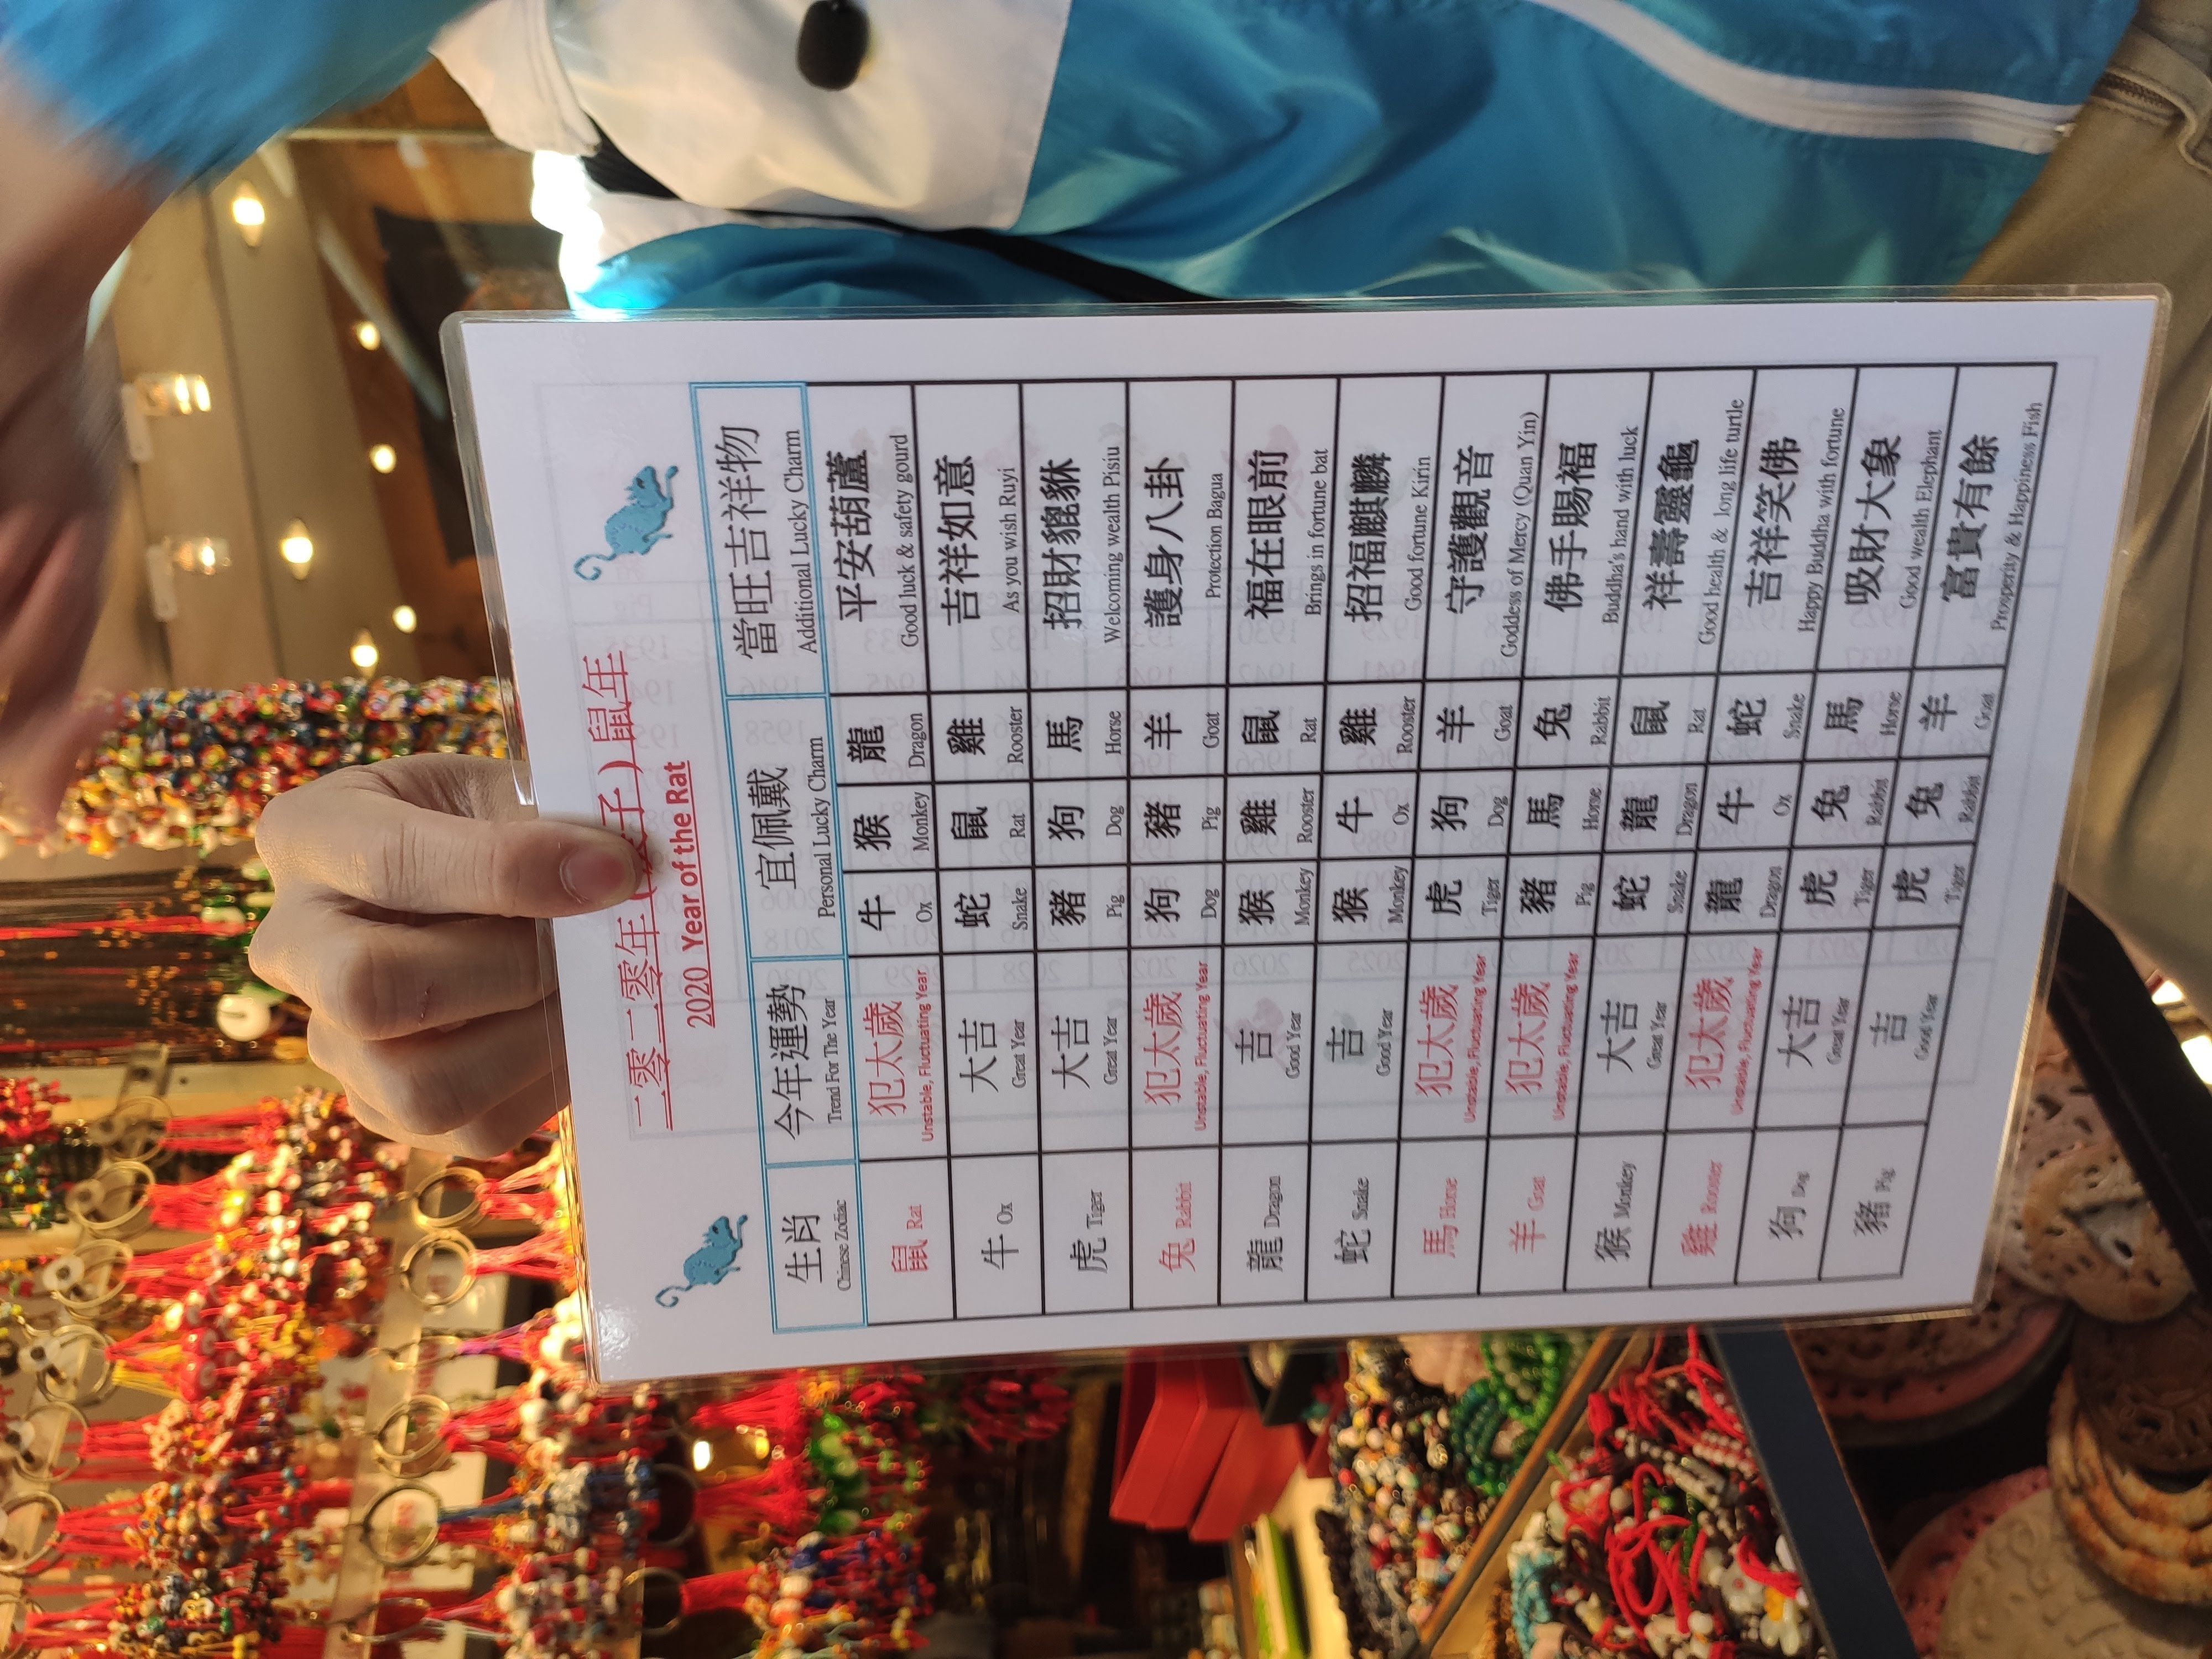 二零二零年 ( 子 ) 鼠年
2020 Year of the Rat
生肖 今年運勢 宜佩戴 當旺吉祥物
Chinese Zodiac Trend For The Year Personal Lucky Charm Additional Lucky Charm
鼠 Rat 犯太歲 牛 猴 龍 平安葫蘆
Unstable, Fluctuating Year Ox Monkey Dragon Good luck & safety gourd
牛 Ox 大吉 蛇 鼠 雞 吉祥如意
Great Year Snake Rat Rooster As you wish Ruyi
虎 Tiger 大吉 豬 狗 馬 招財貔貅
Great Year Pig Dog Horse Welcoming wealth Pisiu
兔 Rabbit 犯太歲 狗 豬 羊 護身八卦
Unstable, Fluctuating Year Dog Pig Goat Protection Bagua
龍 Dragon 吉 猴 雞 鼠 福在眼前
Good Year Monkey Rooster Rat Brings in fortune bat
蛇 Snake 吉 猴 牛 雞 招福麒麟
Good Year Monkey Ox Rooster Good fortune Kirin
馬 Horse 犯太歲 虎 狗 羊 守護觀音
Unstable, Fluctuating Year Tiger Dog Goat Goddess of Mercy (Quan Yin)
羊 Goat 犯太歲 豬 馬 兔 佛手賜福
Unstable, Fluctuating Year Pig Horse Rabbit Buddha's hand with luck
猴 Monkey 大吉 蛇 龍 鼠 祥壽靈龜
Great Year Snake Dragon Rat Good health & long life turtle
雞 Rooster 犯太歲 龍 牛 蛇 吉祥笑佛
Unstable, Fluctuating Year Dragon Ox Snake Happy Buddha with fortune
狗 Dog 大吉 虎 兔 馬 吸財大象
Great Year Tiger Rabbit Horse Good wealth Elephant
豬 Pig 吉 虎 兔 羊 富貴有餘
Good Year Tiger Rabbit Goat Prosperity & Happiness Fish